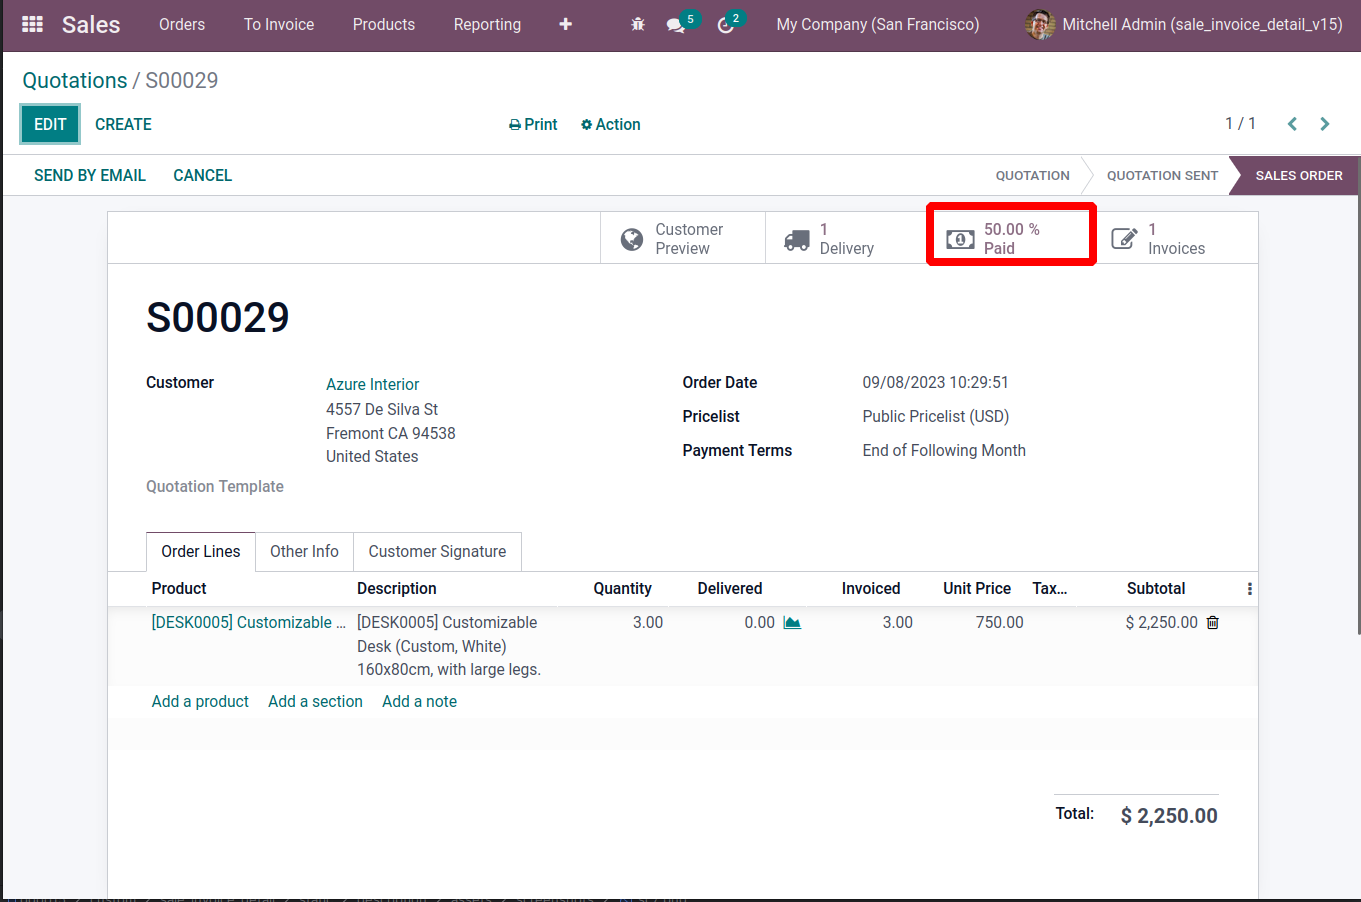 Sales Orders To Invoice Products Reporting + 5 2 My Company (San Francisco) Mitchell Admin (sale_invoice_detail_v15)
Quotations / S00029
EDIT CREATE Print Action 1 / 1
SEND BY EMAIL CANCEL QUOTATION QUOTATION SENT SALES ORDER
Customer Preview
1 Delivery
50.00 % Paid
1 Invoices
S00029
Customer Azure Interior Order Date 09/08/2023 10:29:51
4557 De Silva St Pricelist Public Pricelist (USD)
Fremont CA 94538 Payment Terms End of Following Month
United States
Quotation Template
Order Lines Other Info Customer Signature
Product Description Quantity Delivered Invoiced Unit Price Tax... Subtotal
[DESK0005] Customizable ... [DESK0005] Customizable 3.00 0.00 3.00 750.00 $ 2,250.00
Desk (Custom, White)
160x80cm, with large legs.
Add a product Add a section Add a note
Total: $ 2,250.00